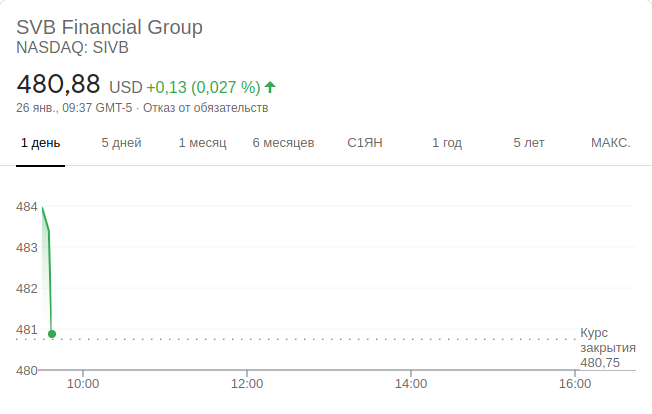 SVB Financial Group
NASDAQ: SIVB
480,88 USD +0,13 (0,027 %)
26 янв., 09:37 GMT-5 · Отказ от обязательств
1 день 5 дней 1 месяц 6 месяцев С1ЯН 1 год 5 лет МАКС.
484
483
482
481
480
Курс
закрытия
480,75
10:00 12:00 14:00 16:00